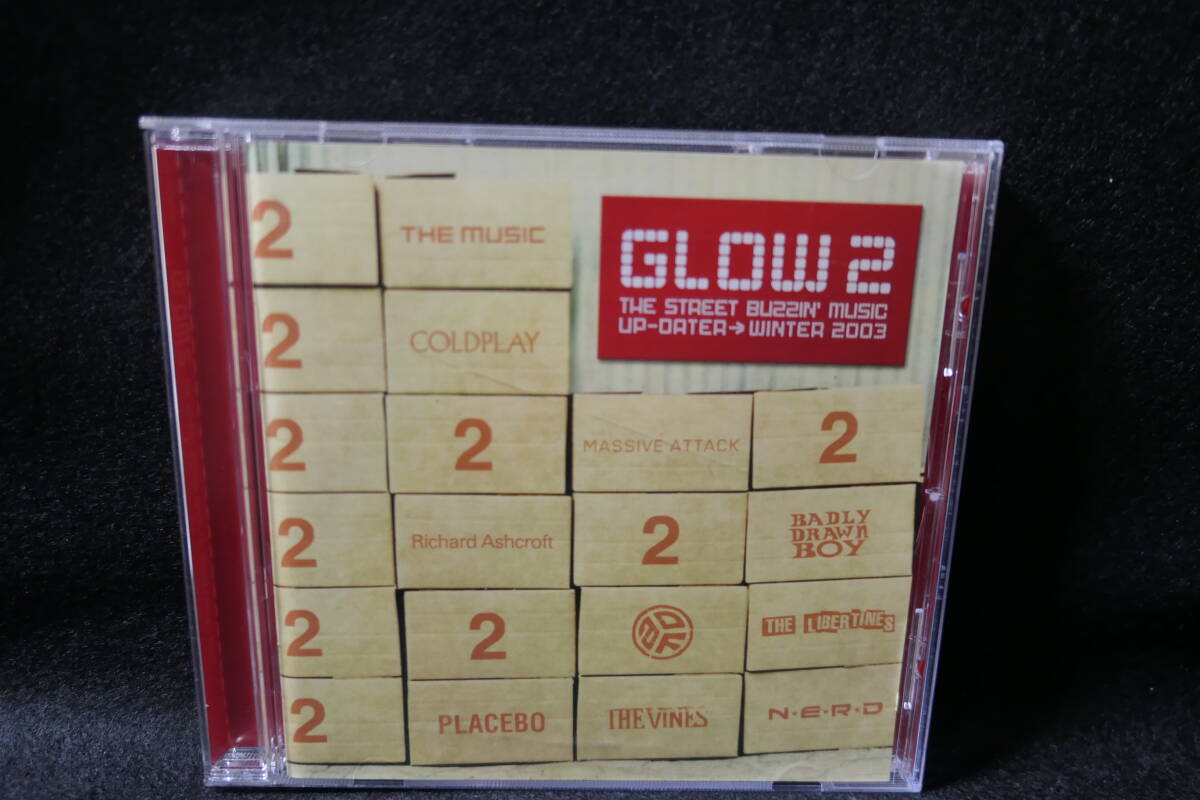 2
THE MUSIC
GLOW 2
THE STREET BUZZIN' MUSIC
UP-DATER→WINTER 2003
2
COLDPLAY
2
2
MASSIVE ATTACK
2
2
Richard Ashcroft
2
BADLY
DRAWN
BOY
2
2
THE LIBERTINES
2
PLACEBO
THE VINES
N·E·R·D